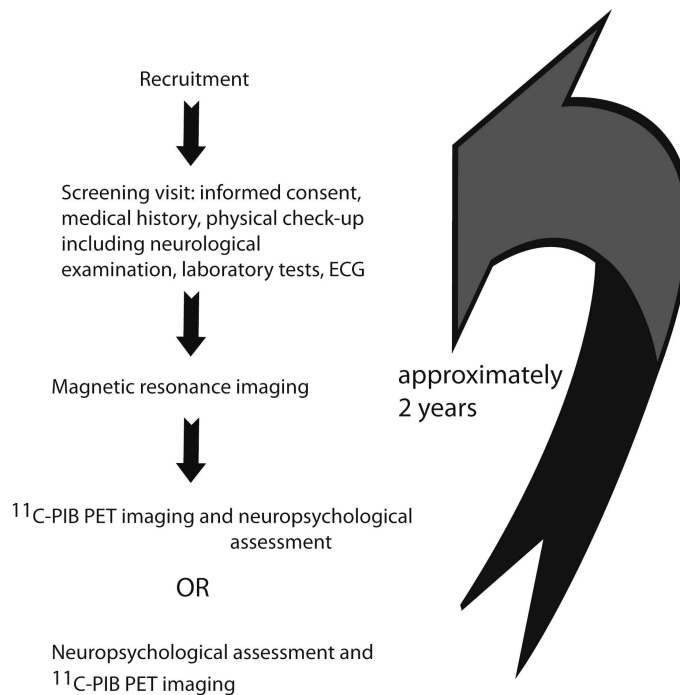 Recruitment
Screening visit: informed consent,
medical history, physical check-up
including neurological
examination, laboratory tests, ECG
Magnetic resonance imaging
approximately
2 years
¹¹C-PIB PET imaging and neuropsychological
assessment
OR
Neuropsychological assessment and
¹¹C-PIB PET imaging